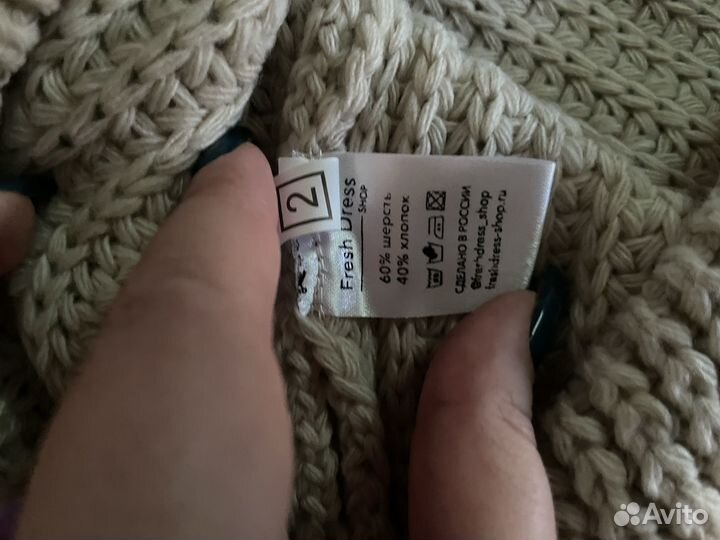 2
Fresh Dress
SHOP
60% шерсть
40% хлопок
СДЕЛАНО В РОССИИ
@freshdress_shop
freshdress-shop.ru
Avito